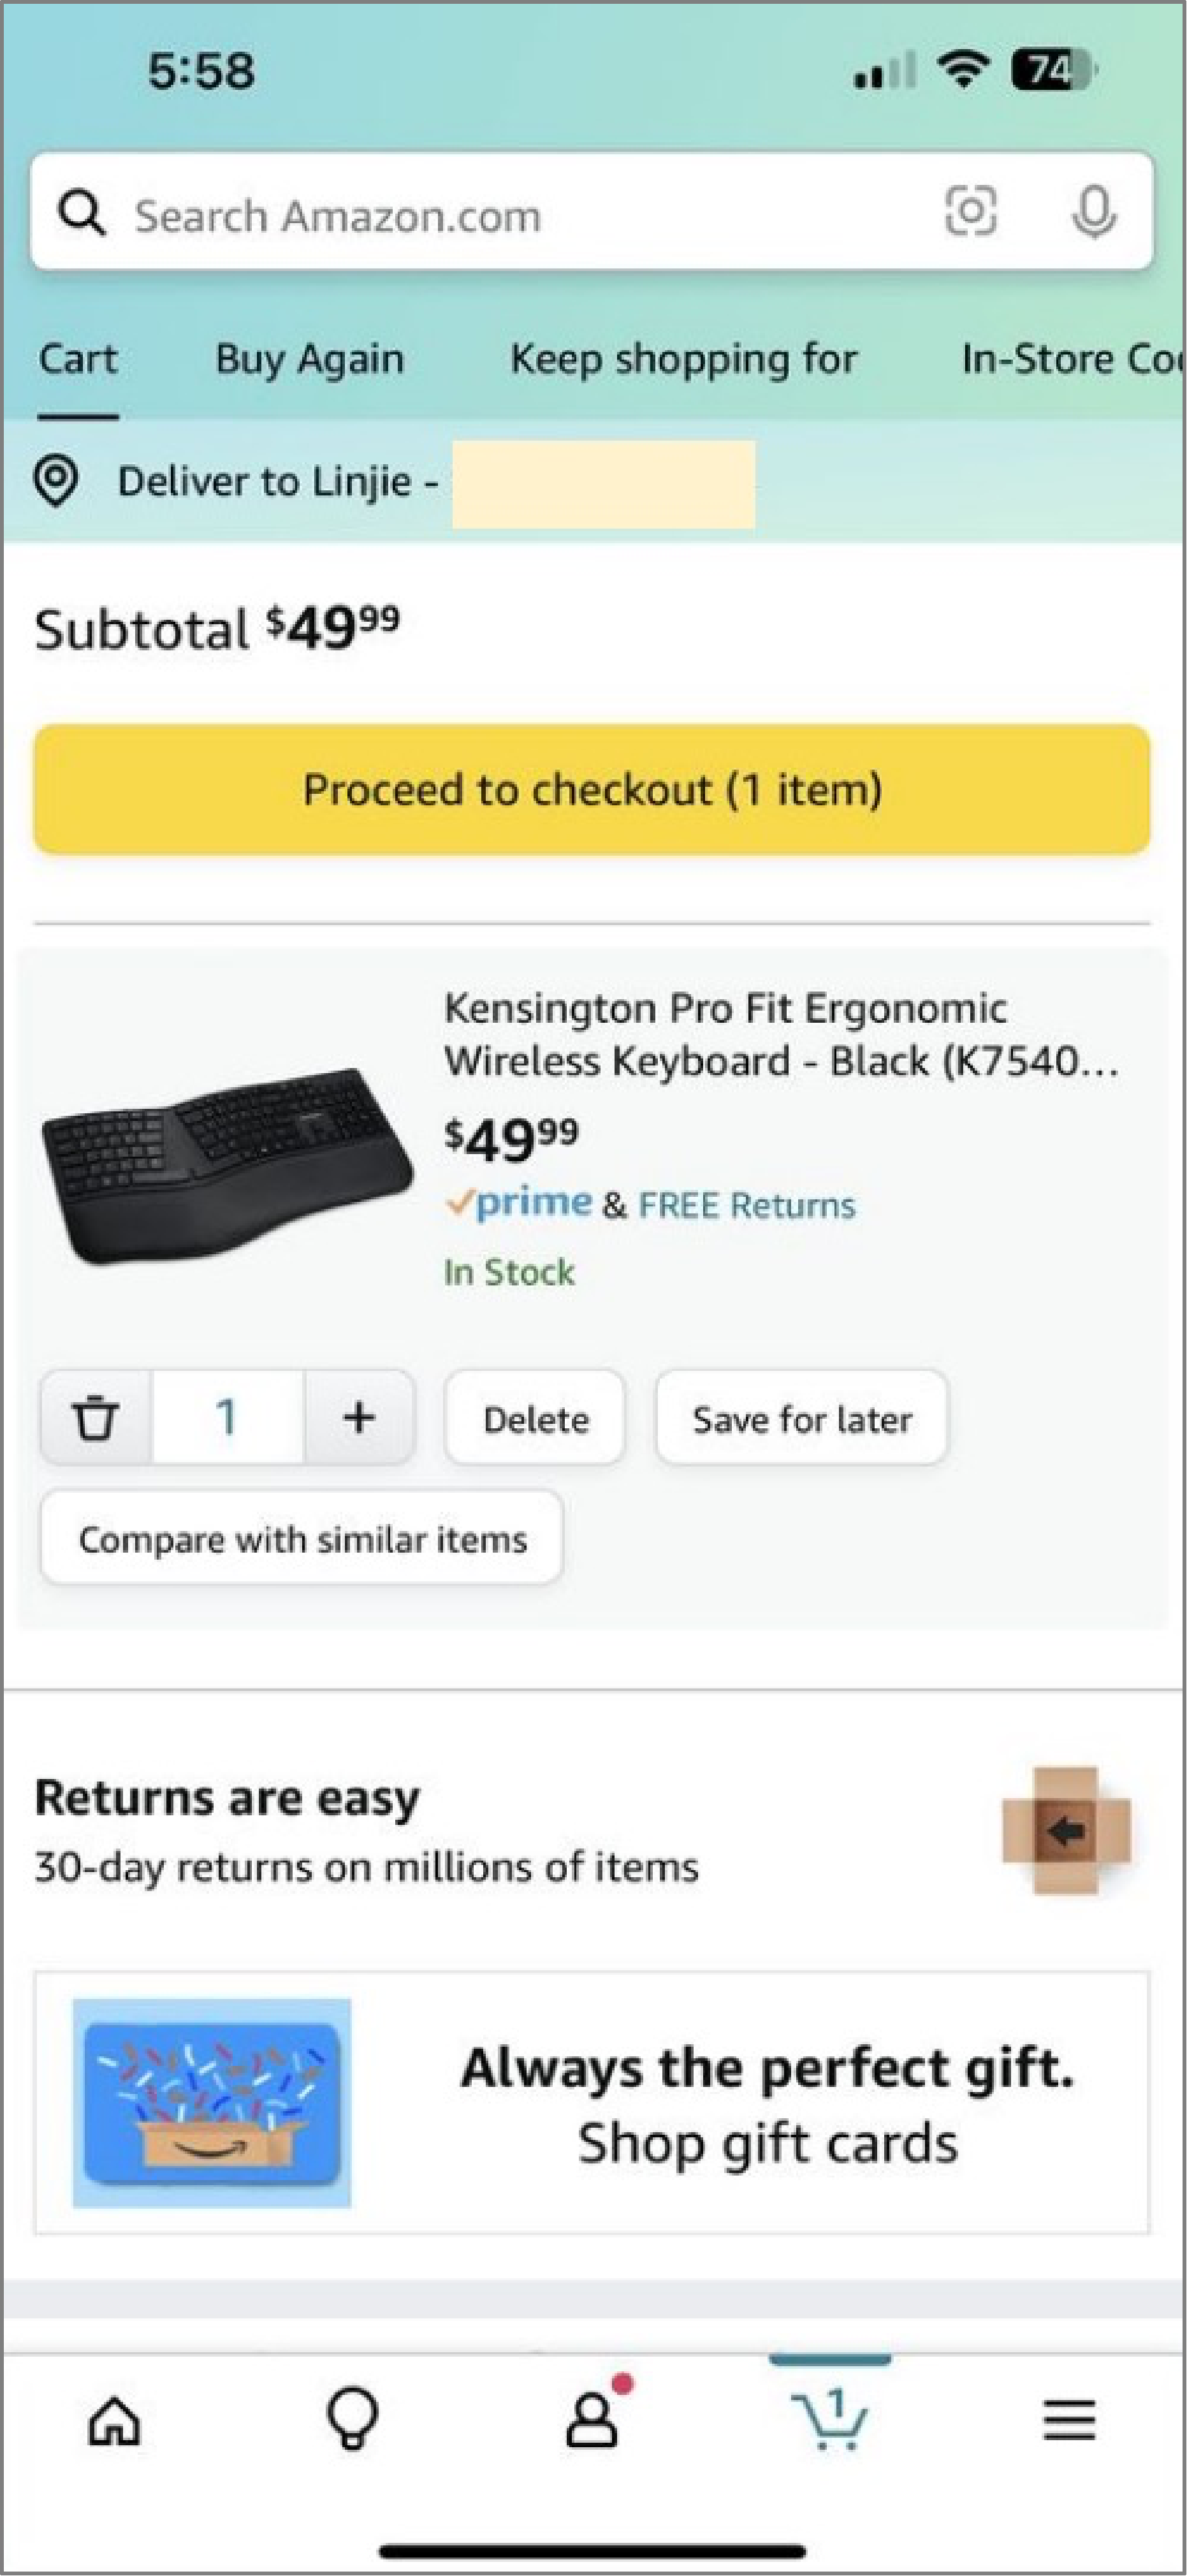 5:58
74
Search Amazon.com
Cart Buy Again Keep shopping for In-Store Co
Deliver to Linjie -
Subtotal $49.99
Proceed to checkout (1 item)
Kensington Pro Fit Ergonomic
Wireless Keyboard - Black (K7540...
$49.99
prime & FREE Returns
In Stock
1 + Delete Save for later
Compare with similar items
Returns are easy
30-day returns on millions of items
Always the perfect gift.
Shop gift cards
1